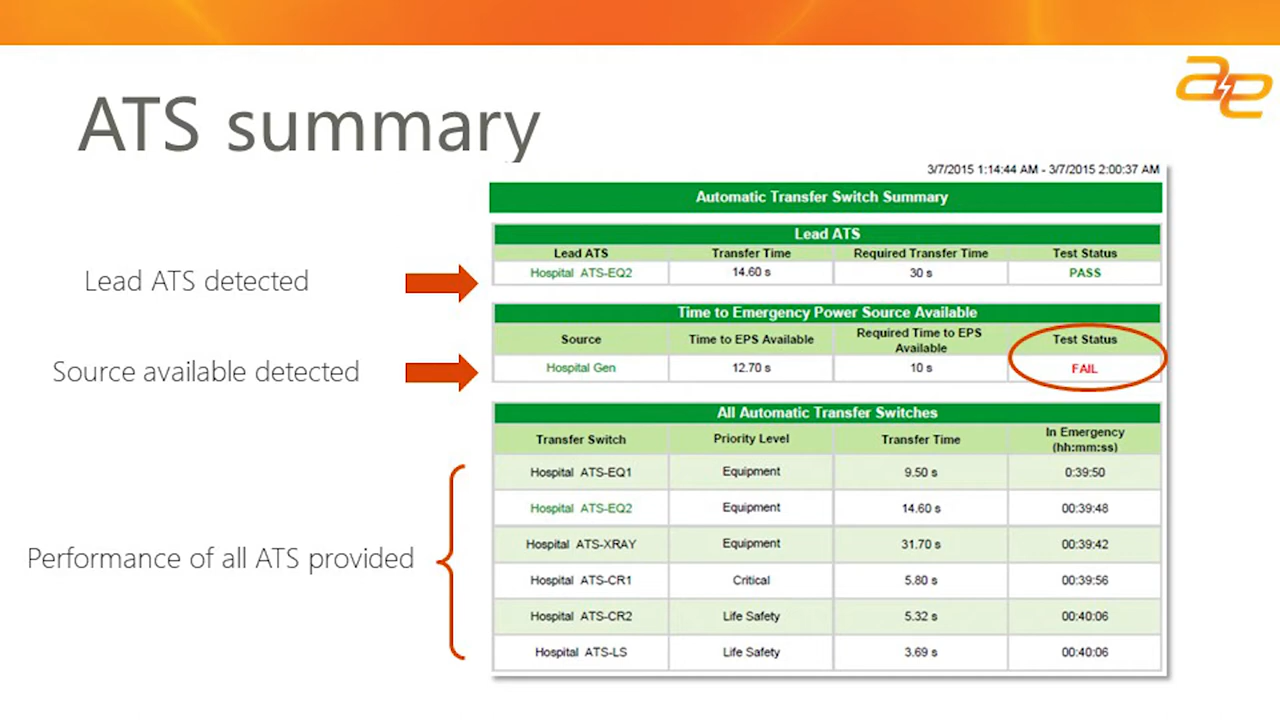 ATS summary
3/7/2015 1:14:44 AM - 3/7/2015 2:00:37 AM
Automatic Transfer Switch Summary
Lead ATS
Lead ATS Transfer Time Required Transfer Time Test Status
Hospital ATS-EQ2 14.60 s 30 s PASS
Lead ATS detected
Time to Emergency Power Source Available
Source Time to EPS Available Required Time to EPS Available Test Status
Hospital Gen 12.70 s 10 s FAIL
Source available detected
All Automatic Transfer Switches
Transfer Switch Priority Level Transfer Time In Emergency (hh:mm:ss)
Hospital ATS-EQ1 Equipment 9.50 s 0:39:50
Hospital ATS-EQ2 Equipment 14.60 s 00:39:48
Hospital ATS-XRAY Equipment 31.70 s 00:39:42
Hospital ATS-CR1 Critical 5.80 s 00:39:56
Hospital ATS-CR2 Life Safety 5.32 s 00:40:06
Hospital ATS-LS Life Safety 3.69 s 00:40:06
Performance of all ATS provided
ae